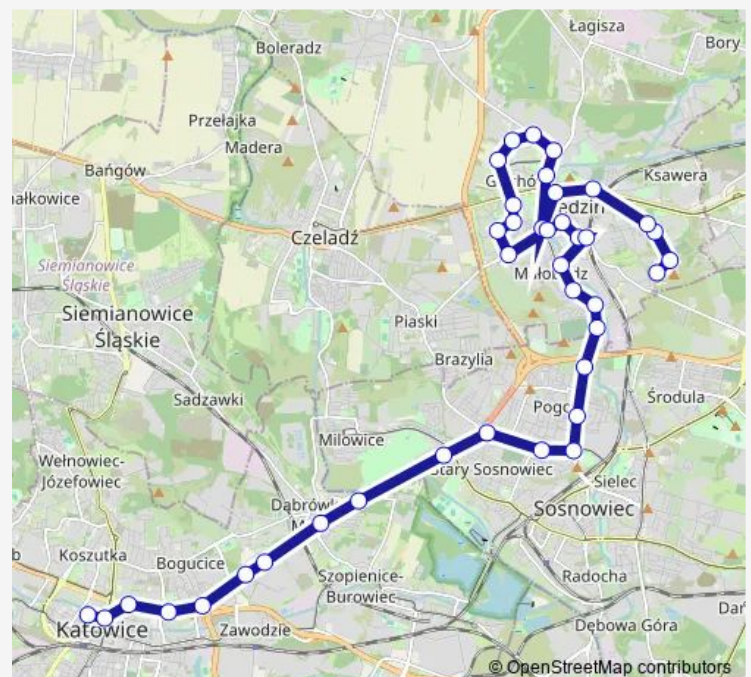 Łagisza
Boleradz
Bory
Przełajka
Madera
Bańgów
Ksawera
ałkowice
Czeladź
Siemianowice
Śląskie
Siemianowice
Śląskie
Piaski
Brazylia
Sadzawki
Środula
Milowice
Wełnowiec-
Józefowiec
Stary Sosnowiec
Sielec
Sosnowiec
Koszutka
Bogucice
Szopienice-
Burowiec
Radocha
Katowice
Zawodzie
Dębowa Góra
© OpenStreetMap contributors